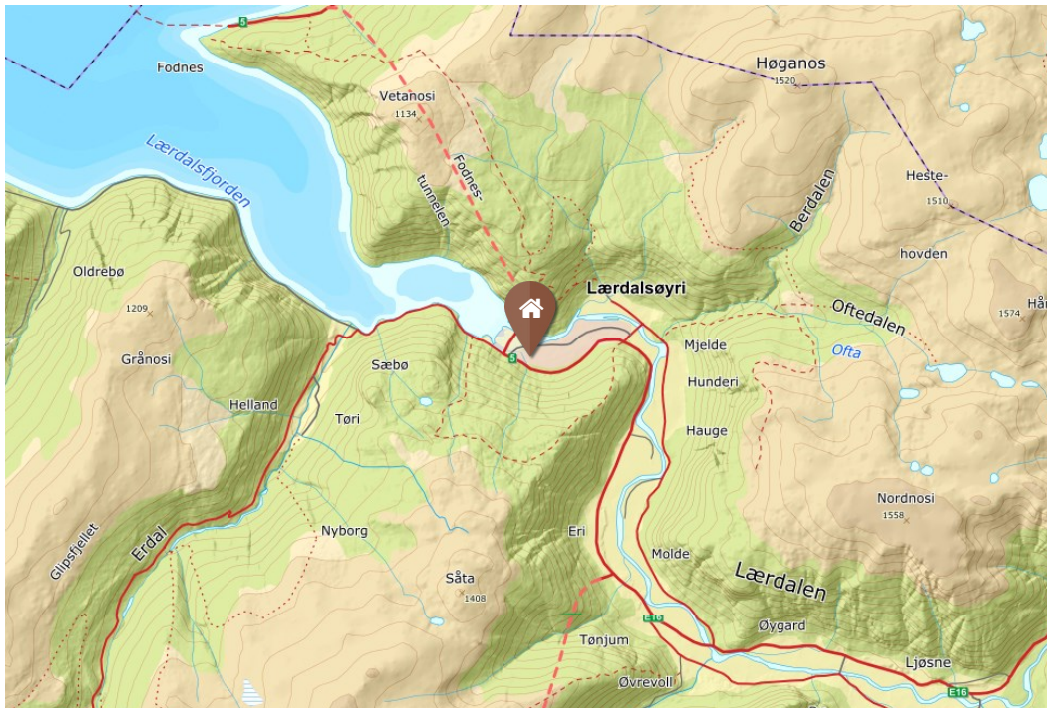 5
Fodnes
Høganos
1520
Vetanosi
1134
Lærdalsfjorden
Fodnes-
tunnelen
Berdalen
Heste-
1510
hovden
Oldrebø
1209
Grånosi
Lærdalsøyri
Oftedalen
Ofta
1574
Sæbø
5
Mjelde
Hunderi
Helland
Tøri
Hauge
Nordnosi
1558
Glipsfjellet
Erdal
Nyborg
Eri
Molde
Såta
1408
Lærdalen
E16
Tønjum
Øygard
Øvrevoll
Ljøsne
E16